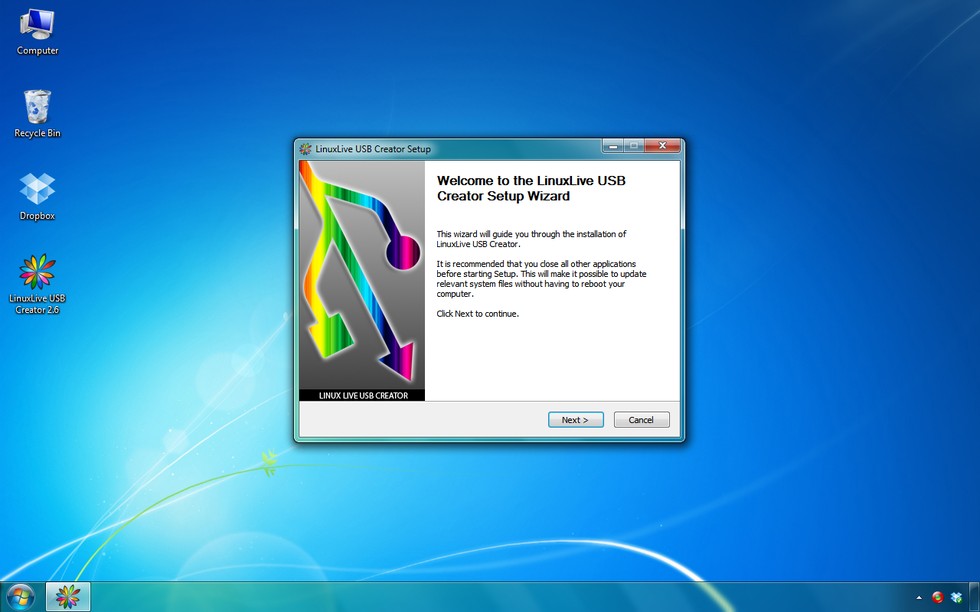 Computer
Recycle Bin
Dropbox
LinuxLive USB
Creator 2.6
LinuxLive USB Creator Setup
Welcome to the LinuxLive USB
Creator Setup Wizard
This wizard will guide you through the installation of
LinuxLive USB Creator.
It is recommended that you close all other applications
before starting Setup. This will make it possible to update
relevant system files without having to reboot your
computer.
Click Next to continue.
LINUX LIVE USB CREATOR
Next >
Cancel